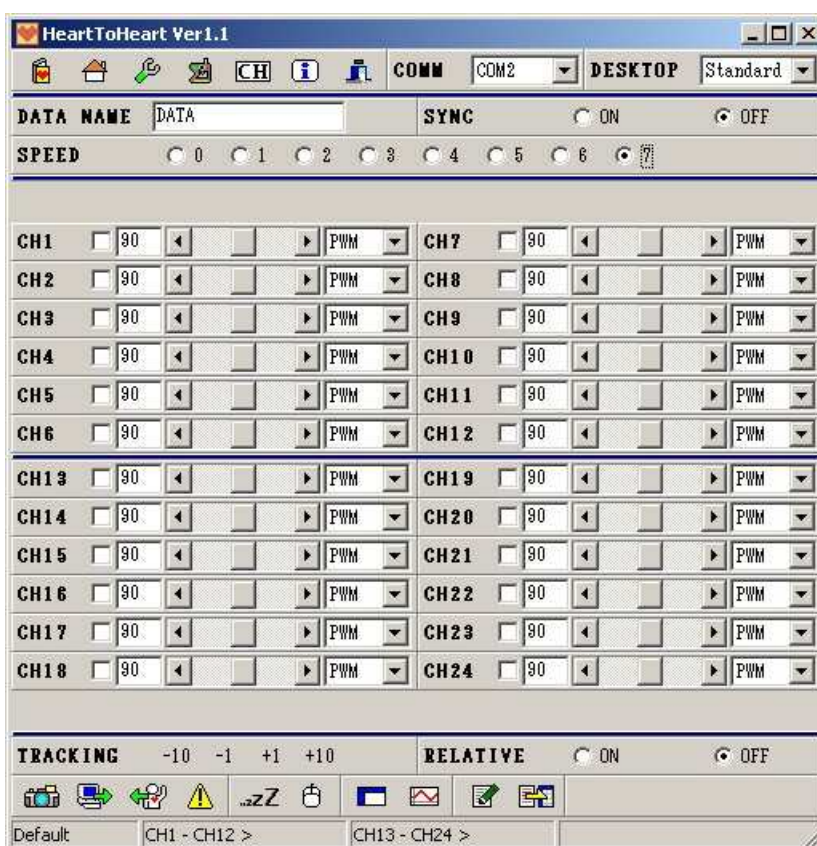 HeartToHeart Ver1.1
CH COMM COM2 DESKTOP Standard
DATA NAME DATA SYNC ON OFF
SPEED 0 1 2 3 4 5 6 7
CH1 90 PWM CH7 90 PWM
CH2 90 PWM CH8 90 PWM
CH3 90 PWM CH9 90 PWM
CH4 90 PWM CH10 90 PWM
CH5 90 PWM CH11 90 PWM
CH6 90 PWM CH12 90 PWM
CH13 90 PWM CH19 90 PWM
CH14 90 PWM CH20 90 PWM
CH15 90 PWM CH21 90 PWM
CH16 90 PWM CH22 90 PWM
CH17 90 PWM CH23 90 PWM
CH18 90 PWM CH24 90 PWM
TRACKING -10 -1 +1 +10 RELATIVE ON OFF
..zzZ
Default CH1 - CH12 > CH13 - CH24 >